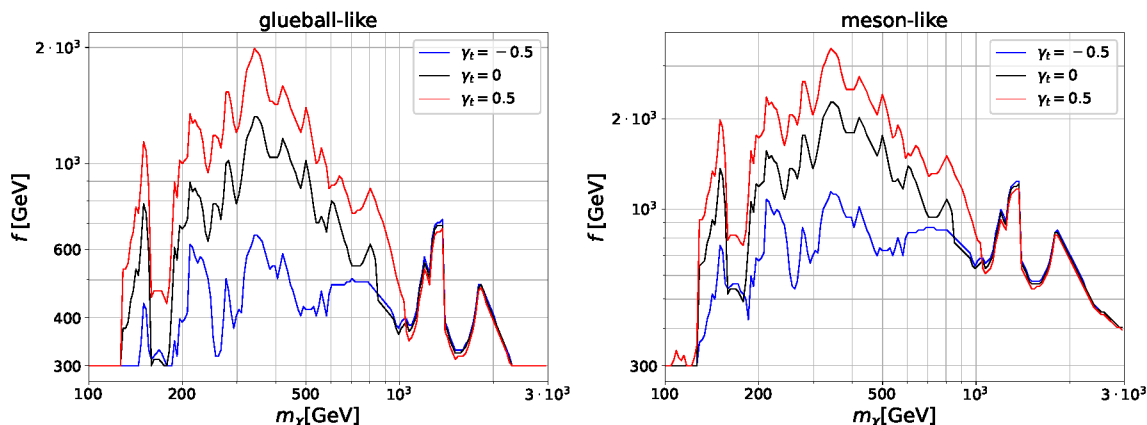 glueball-like
f [GeV]
2·10³
10³
600
400
300
γₜ = −0.5
γₜ = 0
γₜ = 0.5
100 200 500 10³ 3·10³
mᵪ[GeV]
meson-like
f [GeV]
2·10³
10³
300
γₜ = −0.5
γₜ = 0
γₜ = 0.5
100 200 500 10³ 3·10³
mᵪ[GeV]